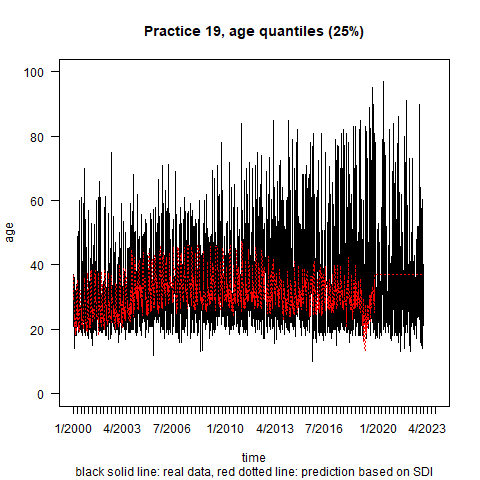 Practice 19, age quantiles (25%)
age
100
80
60
40
20
0
1/2000 4/2003 7/2006 1/2010 4/2013 7/2016 1/2020 4/2023
time
black solid line: real data, red dotted line: prediction based on SDI